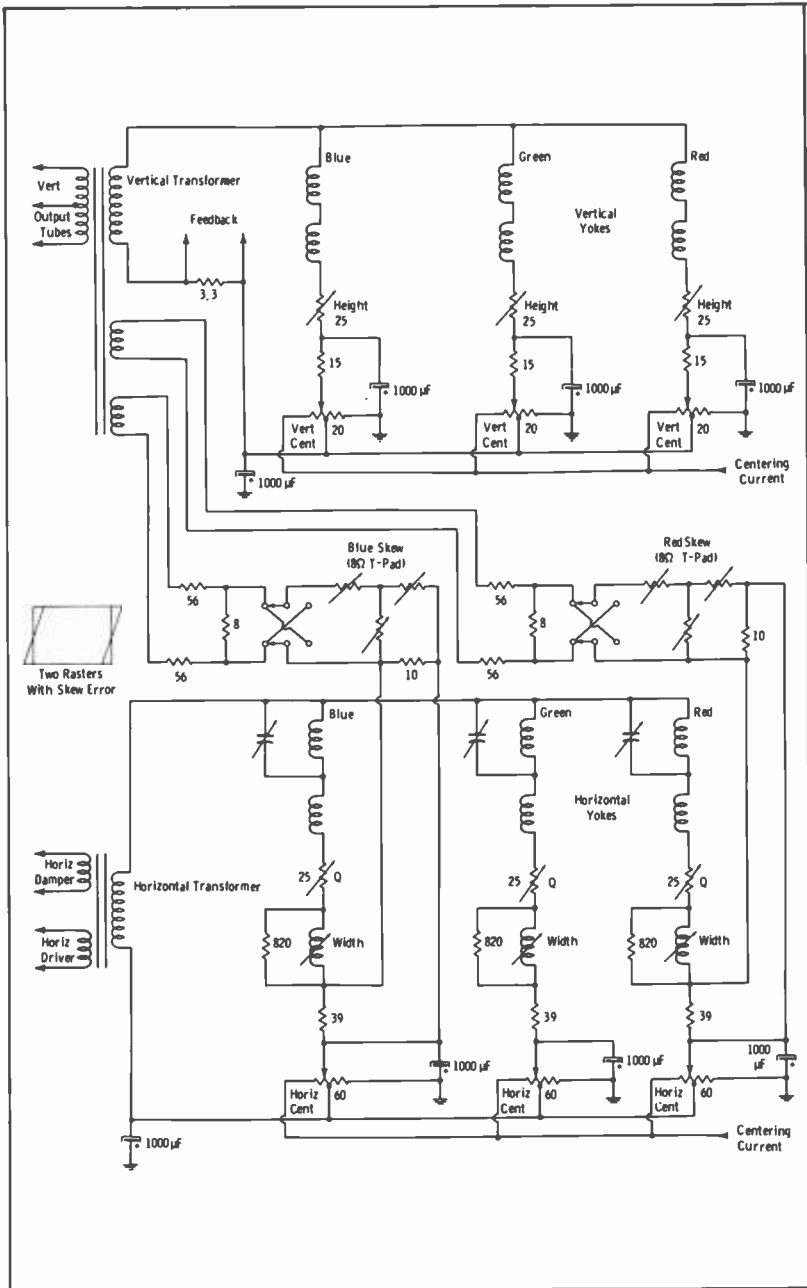 Blue
Green
Red
Vert
Output
Tubes
Vertical Transformer
Feedback
Vertical
Yokes
3.3
Height
25
Height
25
Height
25
15
15
15
1000 µF
1000 µF
1000 µF
Vert
Cent
20
Vert
Cent
20
Vert
Cent
20
1000 µF
Centering
Current
Blue Skew
(8Ω T-Pad)
Red Skew
(8Ω T-Pad)
56
8
56
10
56
8
56
10
Two Rasters
With Skew Error
Blue
Green
Red
Horizontal
Yokes
Horiz
Damper
Horizontal Transformer
Horiz
Driver
25
Q
25
Q
25
Q
820
Width
820
Width
820
Width
39
39
39
1000 µF
1000 µF
1000
µF
Horiz
Cent
60
Horiz
Cent
60
Horiz
Cent
60
1000 µF
Centering
Current